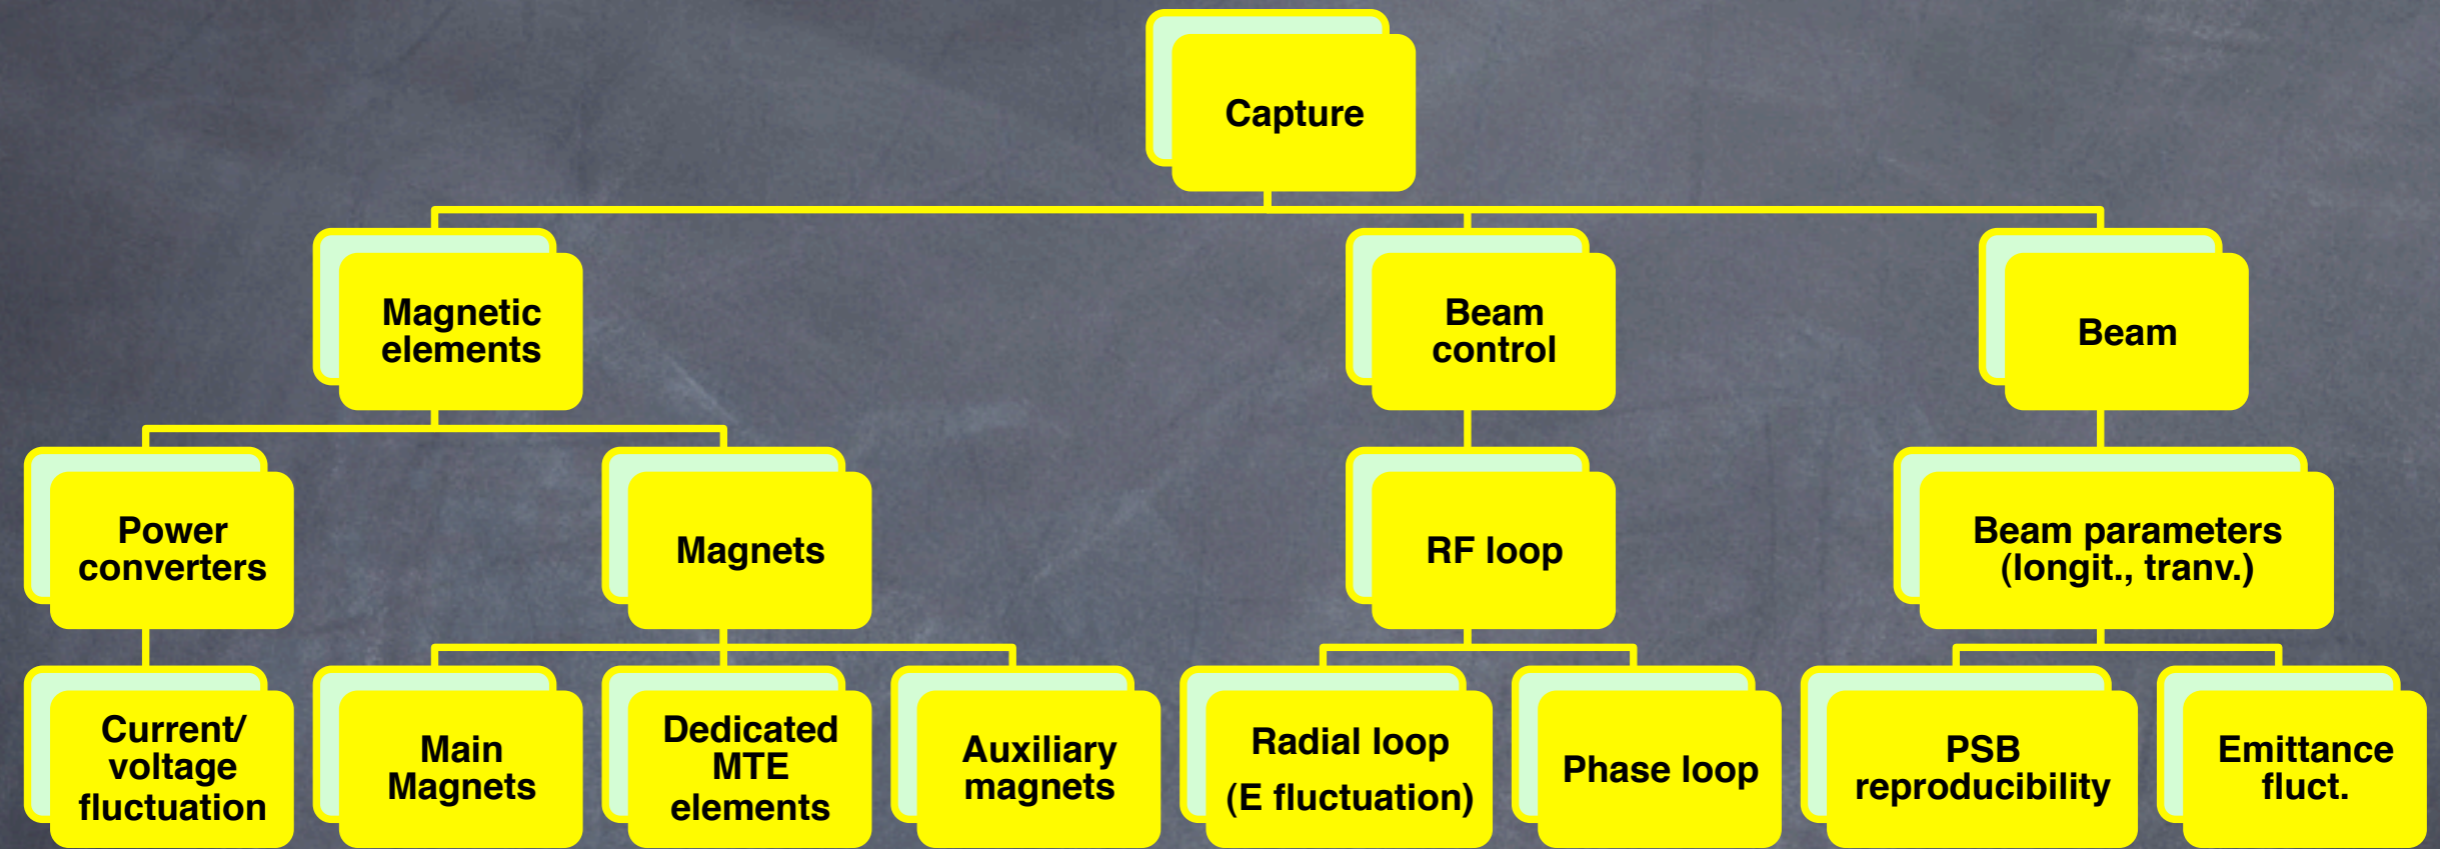 Capture
Magnetic
elements
Beam
control
Beam
Power
converters
Magnets
RF loop
Beam parameters
(longit., tranv.)
Current/
voltage
fluctuation
Main
Magnets
Dedicated
MTE
elements
Auxiliary
magnets
Radial loop
(E fluctuation)
Phase loop
PSB
reproducibility
Emittance
fluct.